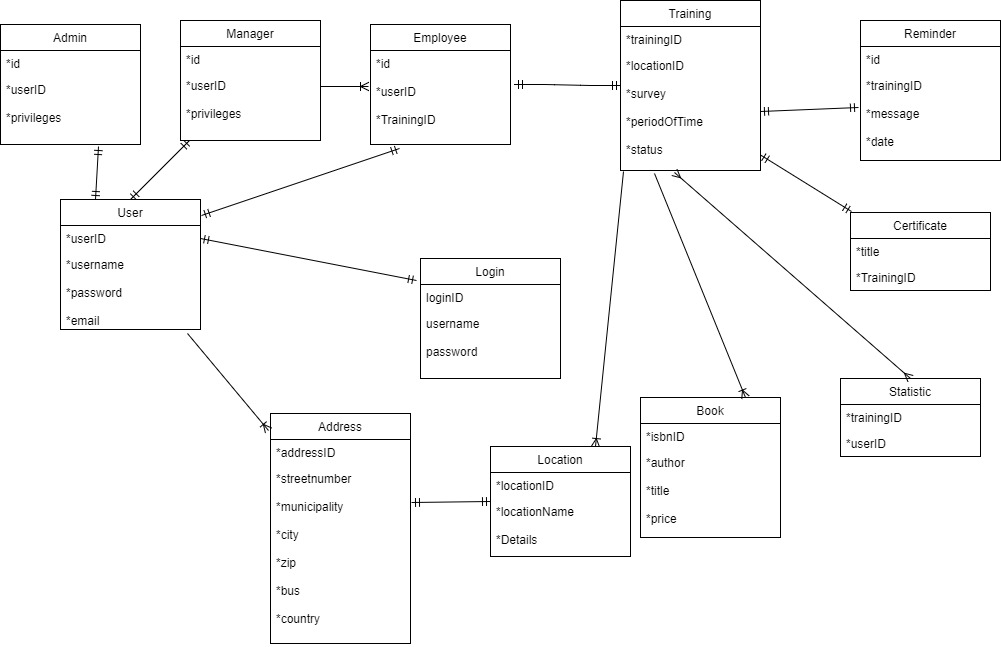 Admin
*id
*userID
*privileges
Manager
*id
*userID
*privileges
Employee
*id
*userID
*TrainingID
Training
*trainingID
*locationID
*survey
*periodOfTime
*status
Reminder
*id
*trainingID
*message
*date
User
*userID
*username
*password
*email
Login
loginID
username
password
Certificate
*title
*TrainingID
Address
*addressID
*streetnumber
*municipality
*city
*zip
*bus
*country
Location
*locationID
*locationName
*Details
Book
*isbnID
*author
*title
*price
Statistic
*trainingID
*userID